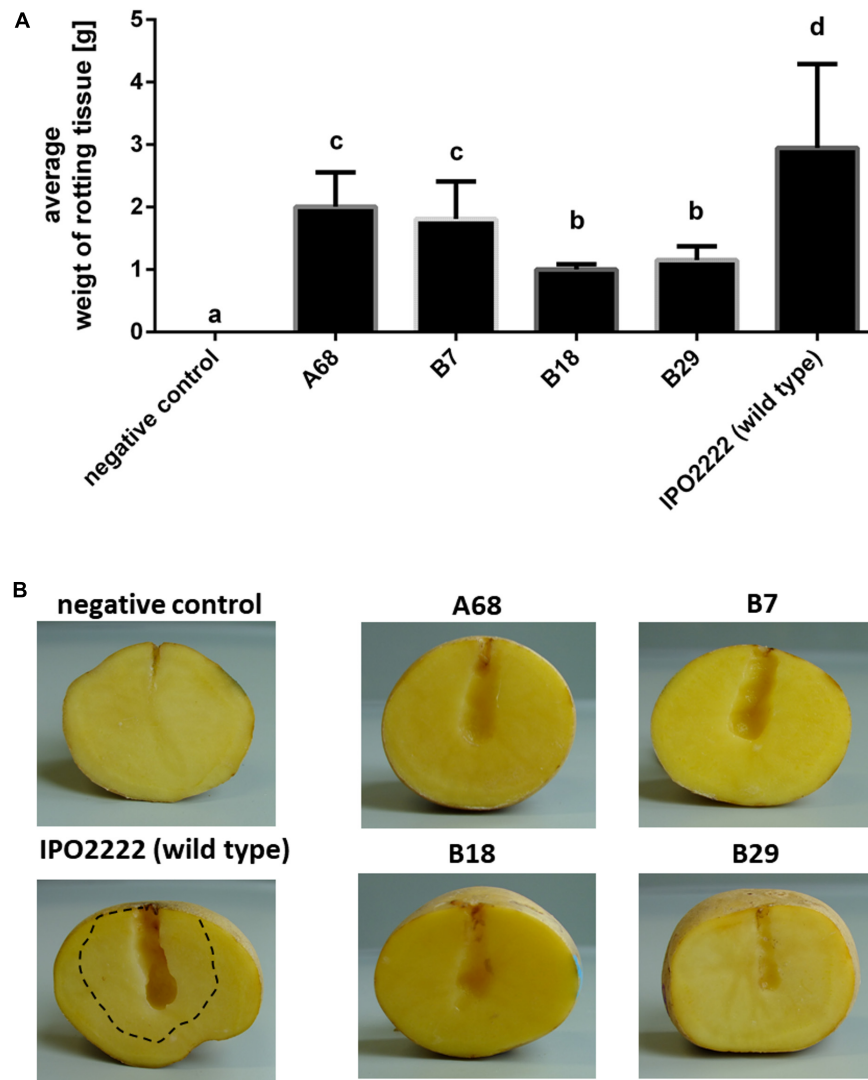 A
average
weigt of rotting tissue [g]
5
4
3
2
1
0
a
c
c
b
b
d
negative control
A68
B7
B18
B29
IPO2222 (wild type)
B
negative control
A68
B7
IPO2222 (wild type)
B18
B29